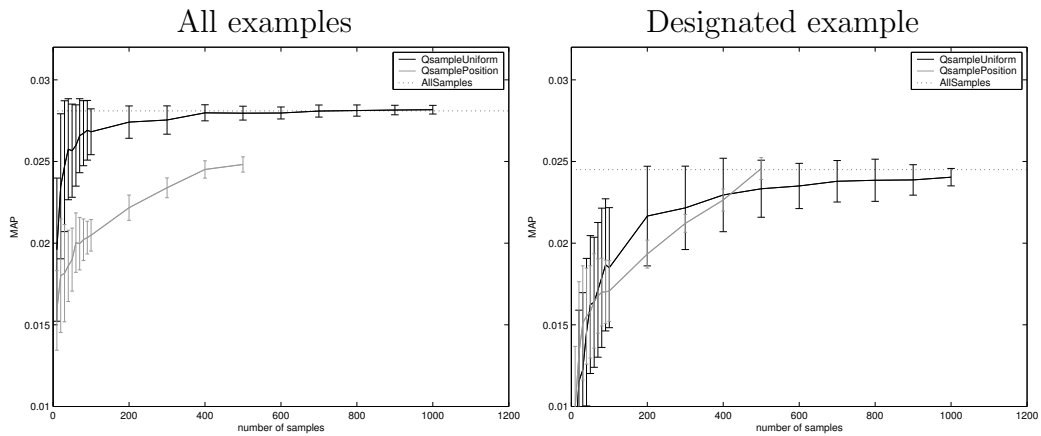 All examples
0.03
0.025
0.02
0.015
0.01
MAP
QsampleUniform
QsamplePosition
AllSamples
0 200 400 600 800 1000 1200
number of samples
Designated example
0.03
0.025
0.02
0.015
0.01
MAP
QsampleUniform
QsamplePosition
AllSamples
0 200 400 600 800 1000 1200
number of samples